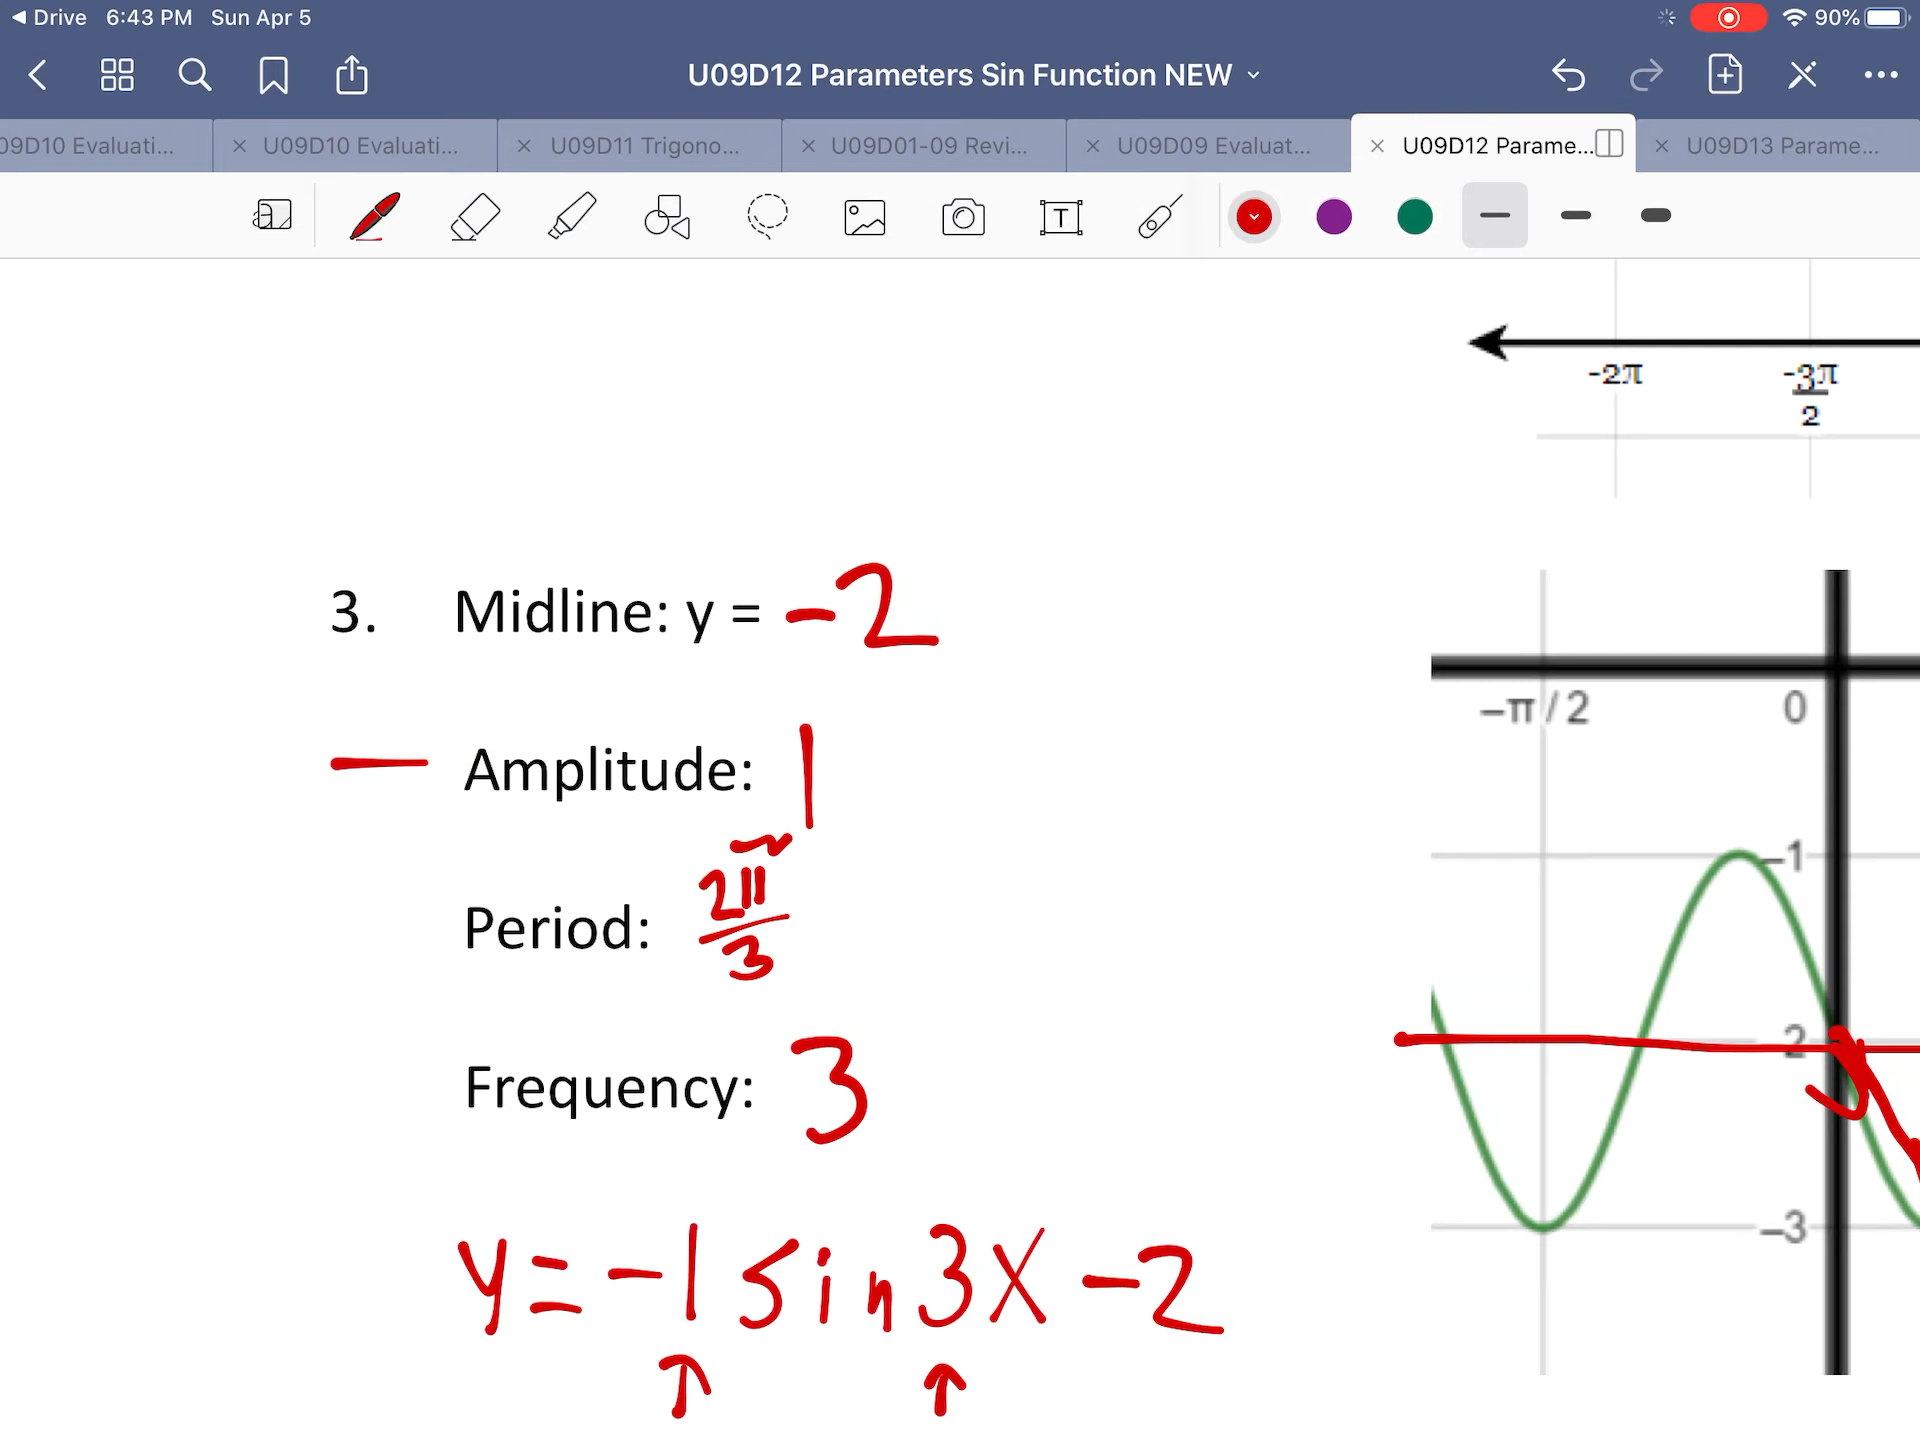 Drive 6:43 PM Sun Apr 5 90%
U09D12 Parameters Sin Function NEW
09D10 Evaluati... U09D10 Evaluati... U09D11 Trigono... U09D01-09 Revi... U09D09 Evaluat... U09D12 Parame... U09D13 Parame...
a T
-2π -3π/2
3. Midline: y = -2
-π/2 0
— Amplitude: 1
-1
Period: 2π/3
2
Frequency: 3
-3
y = -1 sin 3x -2